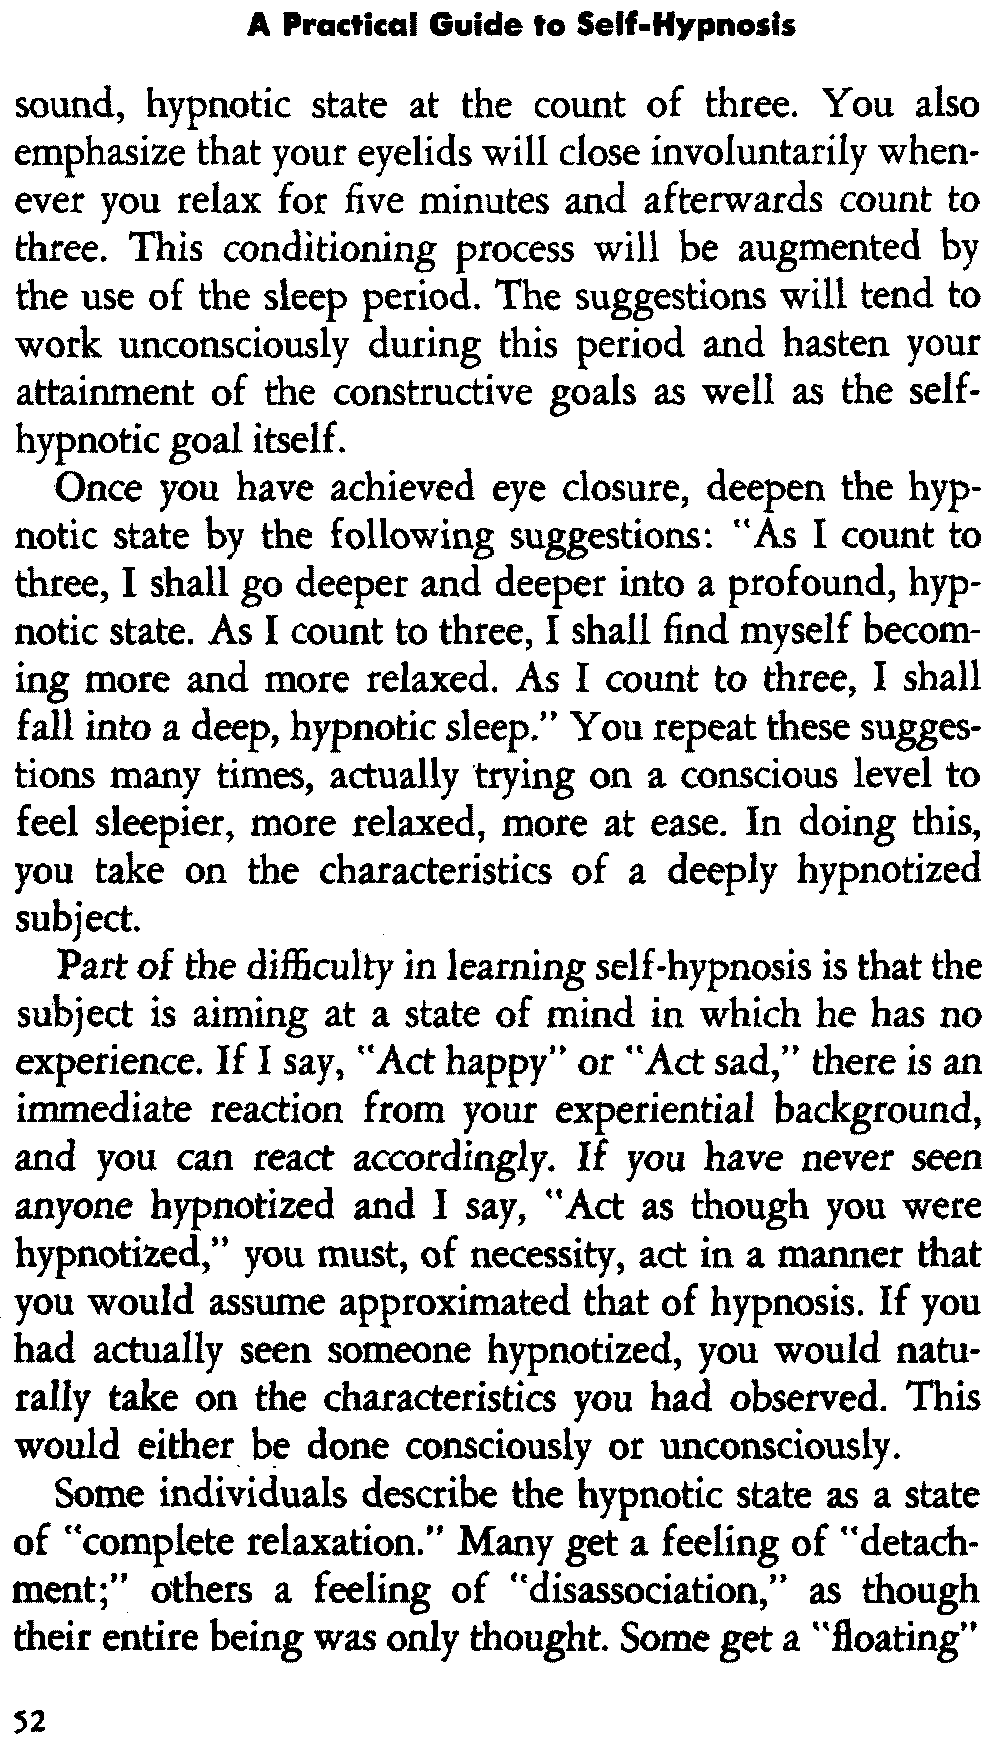 A Practical Guide to Self-Hypnosis
sound, hypnotic state at the count of three. You also
emphasize that your eyelids will close involuntarily when-
ever you relax for five minutes and afterwards count to
three. This conditioning process will be augmented by
the use of the sleep period. The suggestions will tend to
work unconsciously during this period and hasten your
attainment of the constructive goals as well as the self-
hypnotic goal itself.
Once you have achieved eye closure, deepen the hyp-
notic state by the following suggestions: "As I count to
three, I shall go deeper and deeper into a profound, hyp-
notic state. As I count to three, I shall find myself becom-
ing more and more relaxed. As I count to three, I shall
fall into a deep, hypnotic sleep." You repeat these sugges-
tions many times, actually trying on a conscious level to
feel sleepier, more relaxed, more at ease. In doing this,
you take on the characteristics of a deeply hypnotized
subject.
Part of the difficulty in learning self-hypnosis is that the
subject is aiming at a state of mind in which he has no
experience. If I say, "Act happy" or "Act sad," there is an
immediate reaction from your experiential background,
and you can react accordingly. If you have never seen
anyone hypnotized and I say, "Act as though you were
hypnotized," you must, of necessity, act in a manner that
you would assume approximated that of hypnosis. If you
had actually seen someone hypnotized, you would natu-
rally take on the characteristics you had observed. This
would either be done consciously or unconsciously.
Some individuals describe the hypnotic state as a state
of "complete relaxation." Many get a feeling of "detach-
ment;" others a feeling of "disassociation," as though
their entire being was only thought. Some get a "floating"
52